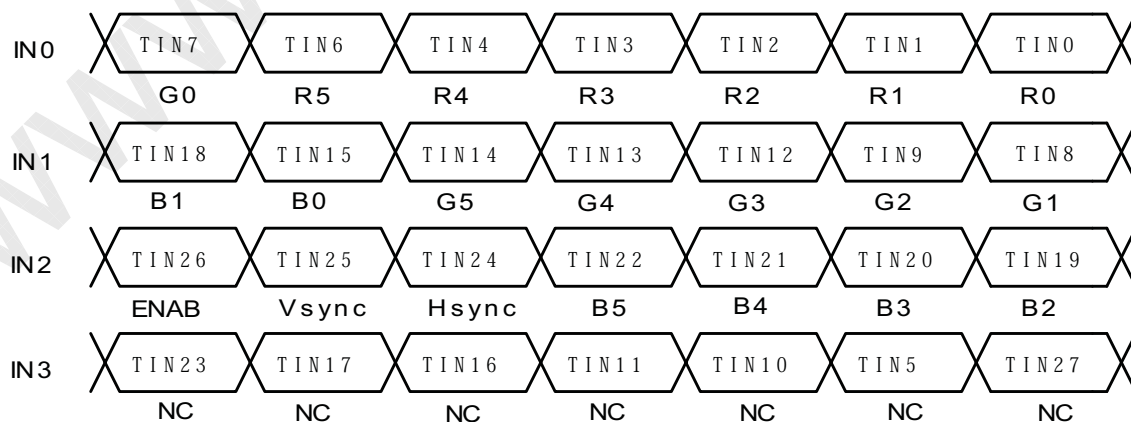 IN0 TIN7 TIN6 TIN4 TIN3 TIN2 TIN1 TIN0
G0 R5 R4 R3 R2 R1 R0
IN1 TIN18 TIN15 TIN14 TIN13 TIN12 TIN9 TIN8
B1 B0 G5 G4 G3 G2 G1
IN2 TIN26 TIN25 TIN24 TIN22 TIN21 TIN20 TIN19
ENAB Vsync Hsync B5 B4 B3 B2
IN3 TIN23 TIN17 TIN16 TIN11 TIN10 TIN5 TIN27
NC NC NC NC NC NC NC